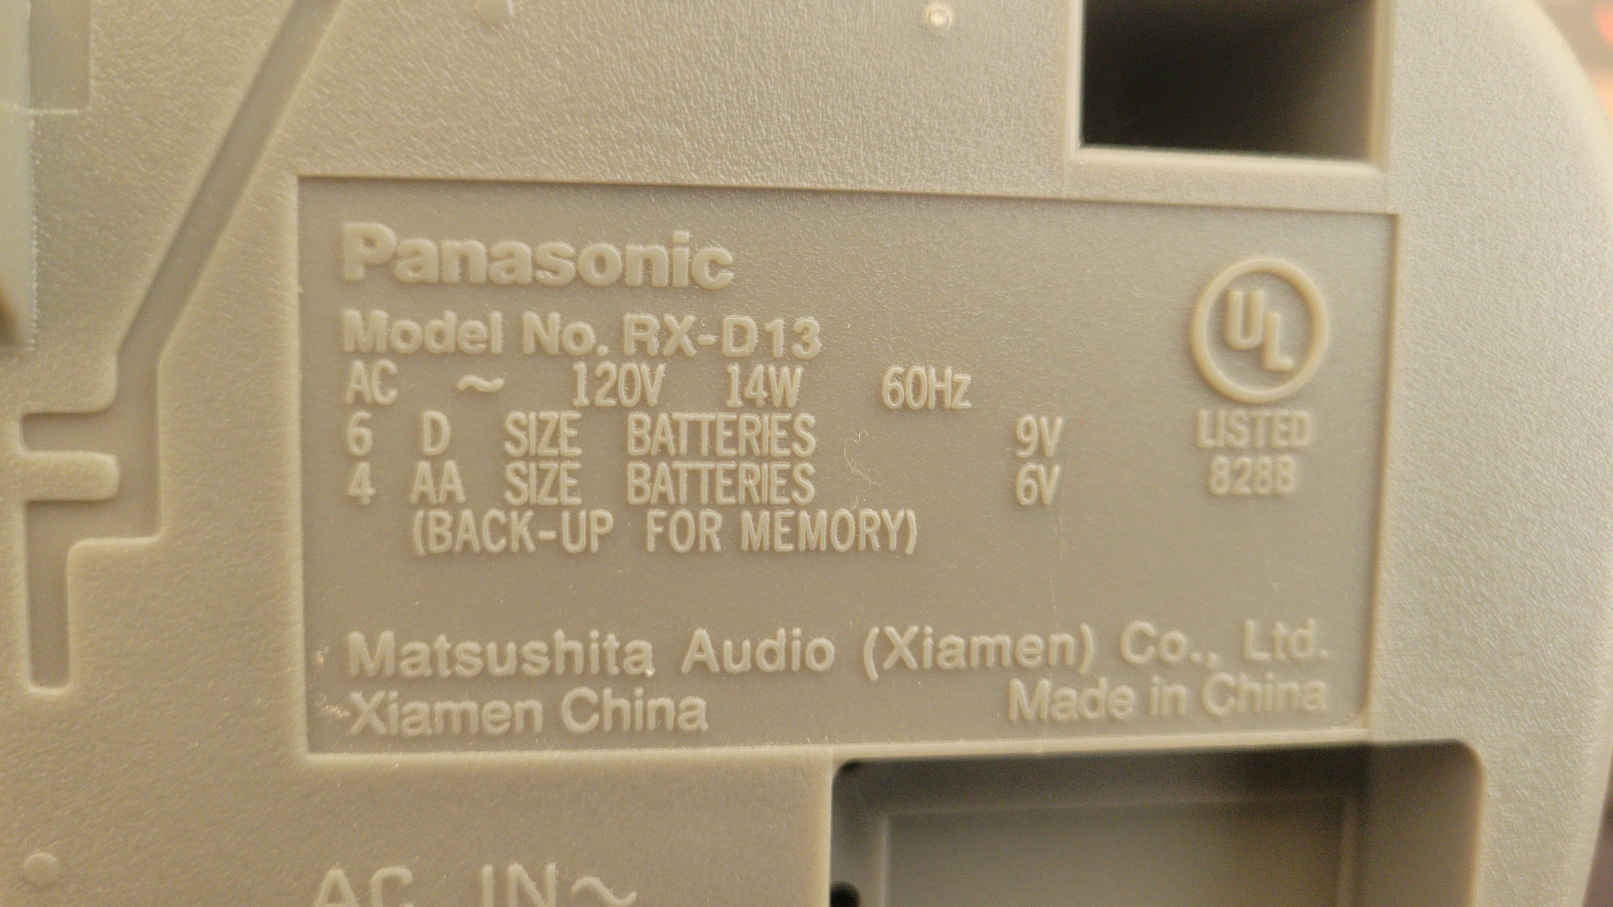 Panasonic
Model No. RX-D13
AC ~ 120V 14W 60Hz
6 D SIZE BATTERIES 9V
4 AA SIZE BATTERIES 6V
(BACK-UP FOR MEMORY)
UL
LISTED
828B
Matsushita Audio (Xiamen) Co., Ltd.
Xiamen China Made in China
AC IN~